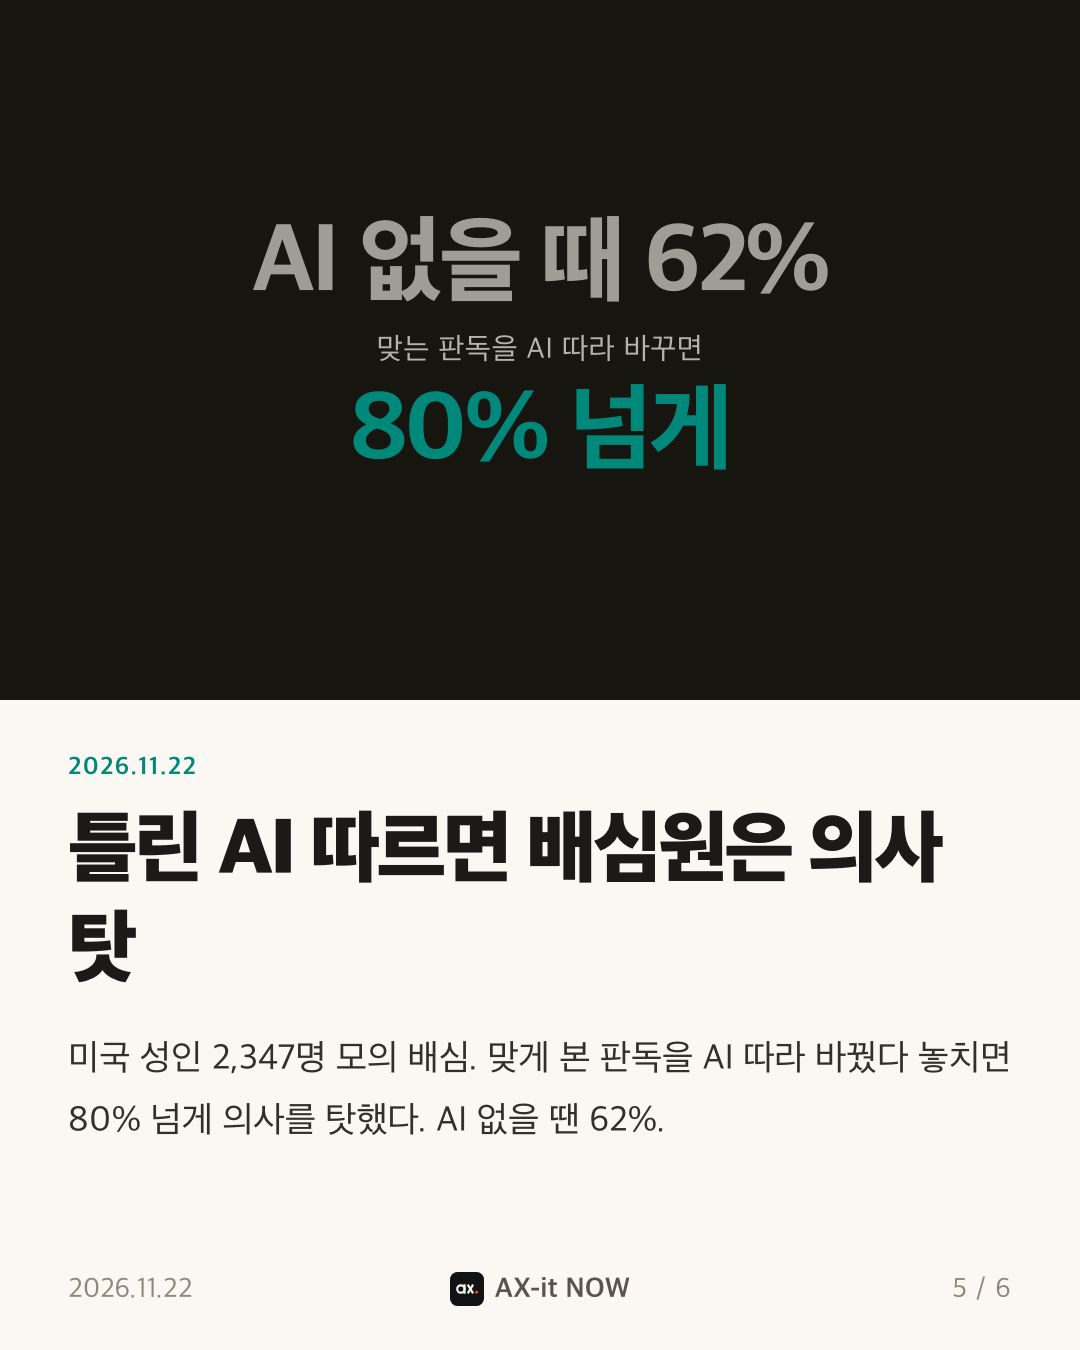 AI 없을 때 62%
맞는 판독을 AI 따라 바꾸면
80% 넘게
2026.11.22
틀린 AI 따르면 배심원은 의사
탓
미국 성인 2,347명 모의 배심. 맞게 본 판독을 AI 따라 바꿨다 놓치면
80% 넘게 의사를 탓했다. AI 없을 땐 62%.
2026.11.22
ax. AX-it NOW
5 / 6